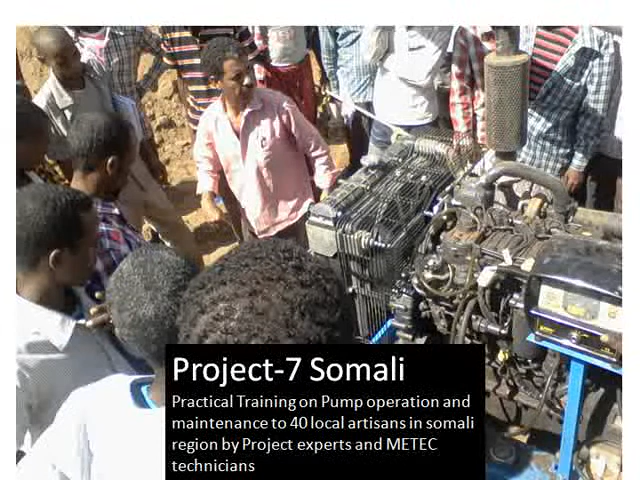 Project-7 Somali
Practical Training on Pump operation and
maintenance to 40 local artisans in somali
region by Project experts and METEC
technicians